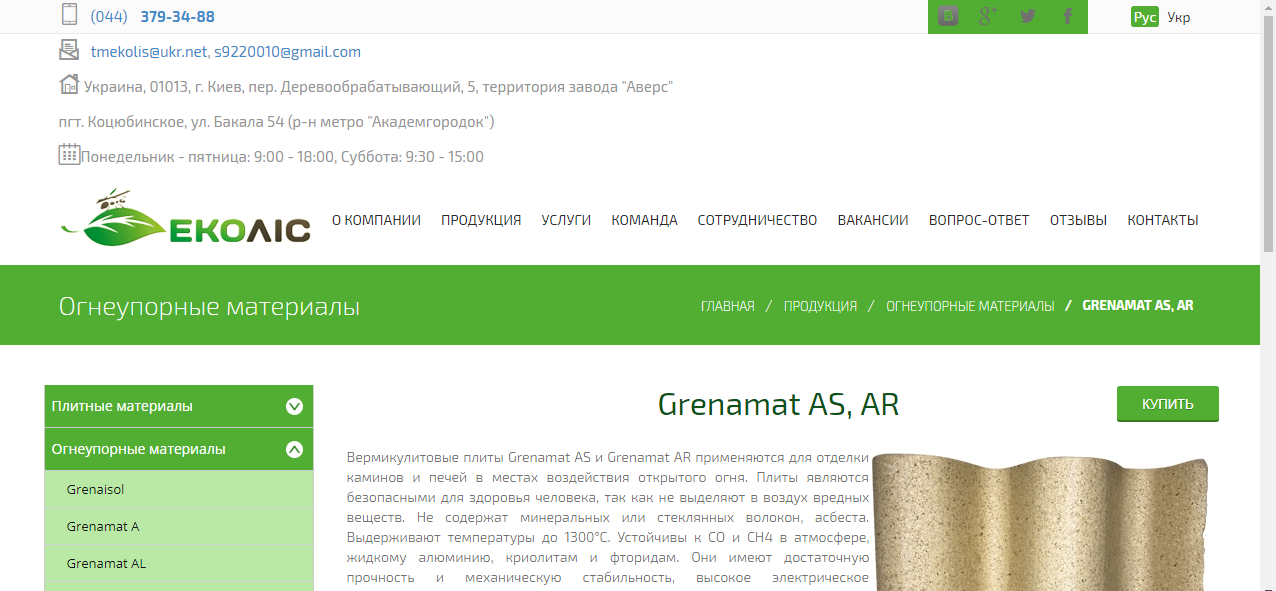 (044) 379-34-88
Рус Укр
tmekolis@ukr.net, s9220010@gmail.com
Украина, 01013, г. Киев, пер. Деревообрабатывающий, 5, территория завода "Аверс"
пгт. Коцюбинское, ул. Бакала 54 (р-н метро "Академгородок")
Понедельник - пятница: 9:00 - 18:00, Суббота: 9:30 - 15:00
ЕКОЛІС
О КОМПАНИИ ПРОДУКЦИЯ УСЛУГИ КОМАНДА СОТРУДНИЧЕСТВО ВАКАНСИИ ВОПРОС-ОТВЕТ ОТЗЫВЫ КОНТАКТЫ
Огнеупорные материалы
ГЛАВНАЯ / ПРОДУКЦИЯ / ОГНЕУПОРНЫЕ МАТЕРИАЛЫ / GRENAMAT AS, AR
Плитные материалы
Огнеупорные материалы
Grenaisol
Grenamat A
Grenamat AL
Grenamat AS, AR
КУПИТЬ
Вермикулитовые плиты Grenamat AS и Grenamat AR применяются для отделки
каминов и печей в местах воздействия открытого огня. Плиты являются
безопасными для здоровья человека, так как не выделяют в воздух вредных
веществ. Не содержат минеральных или стеклянных волокон, асбеста.
Выдерживают температуры до 1300°C. Устойчивы к CO и CH4 в атмосфере,
жидкому алюминию, криолитам и фторидам. Они имеют достаточную
прочность и механическую стабильность, высокое электрическое